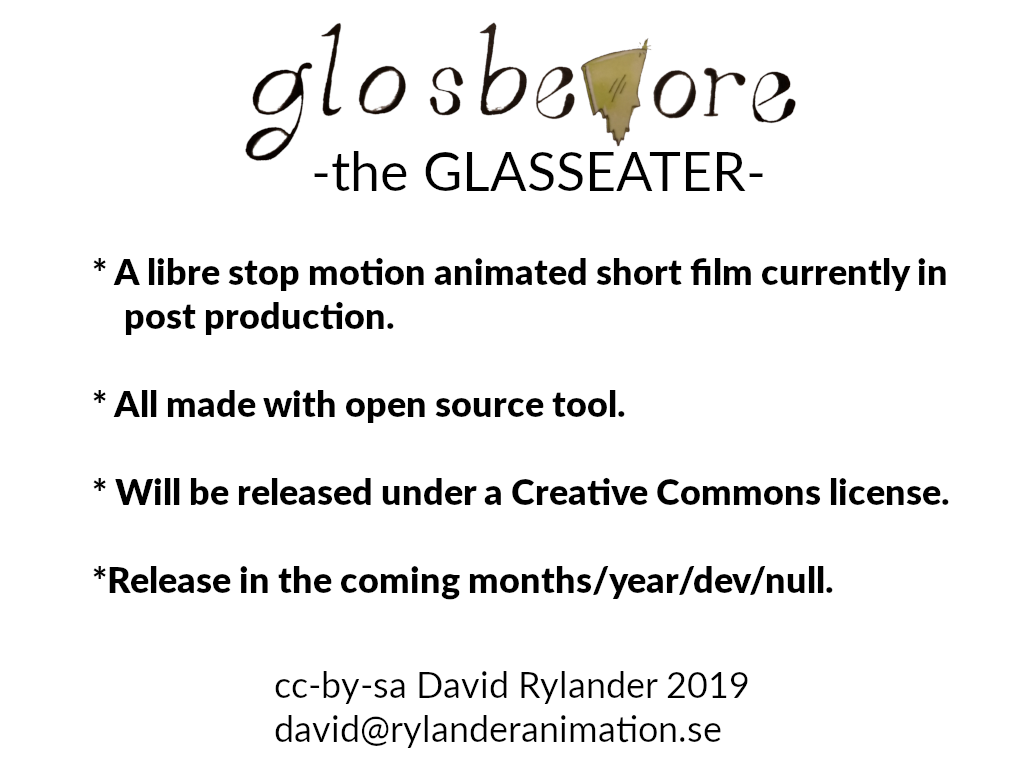 glosbevore
-the GLASSEATER-
* A libre stop motion animated short film currently in
post production.
* All made with open source tool.
* Will be released under a Creative Commons license.
*Release in the coming months/year/dev/null.
cc-by-sa David Rylander 2019
david@rylanderanimation.se